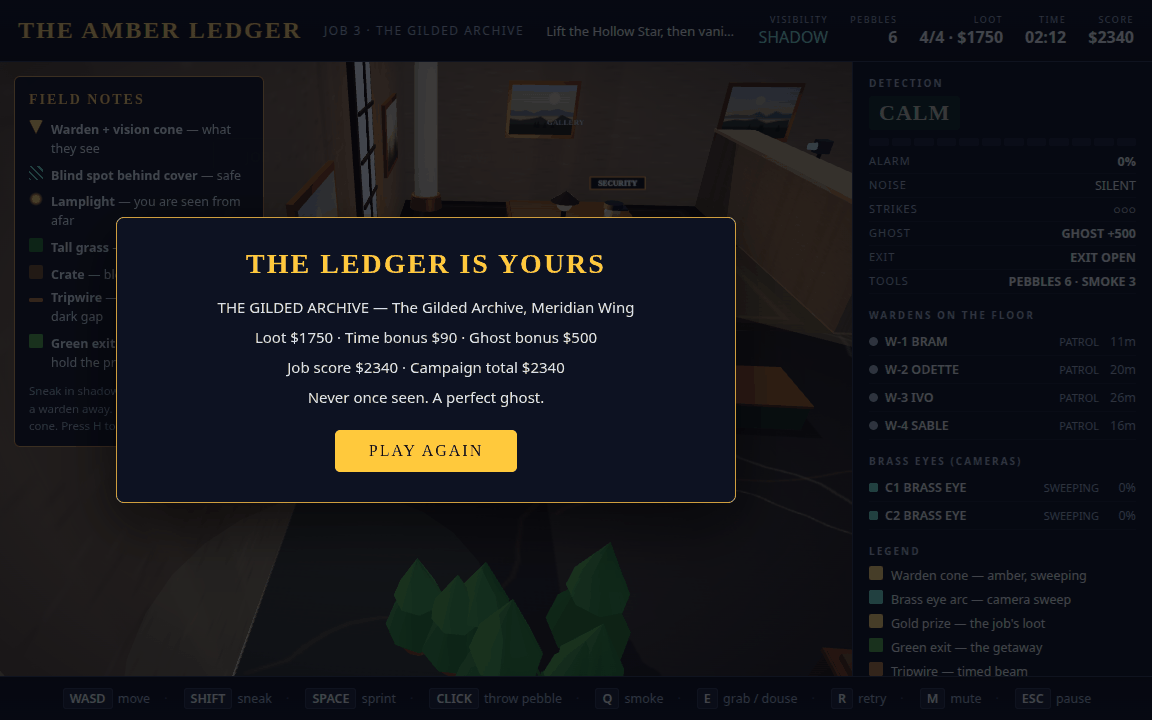 THE AMBER LEDGER
JOB 3 · THE GILDED ARCHIVE
Lift the Hollow Star, then vani...
VISIBILITY
SHADOW
PEBBLES
6
LOOT
4/4 · $1750
TIME
02:12
SCORE
$2340
FIELD NOTES
Warden + vision cone — what
they see
Blind spot behind cover — safe
Lamplight — you are seen from
afar
Tall grass
Crate — bl
Tripwire —
dark gap
Green exit
hold the pr
Sneak in shadow
a warden away.
cone. Press H to
GALLERY
SECURITY
THE LEDGER IS YOURS
THE GILDED ARCHIVE — The Gilded Archive, Meridian Wing
Loot $1750 · Time bonus $90 · Ghost bonus $500
Job score $2340 · Campaign total $2340
Never once seen. A perfect ghost.
PLAY AGAIN
DETECTION
CALM
ALARM 0%
NOISE SILENT
STRIKES ○○○
GHOST GHOST +500
EXIT EXIT OPEN
TOOLS PEBBLES 6 · SMOKE 3
WARDENS ON THE FLOOR
W-1 BRAM PATROL 11m
W-2 ODETTE PATROL 20m
W-3 IVO PATROL 26m
W-4 SABLE PATROL 16m
BRASS EYES (CAMERAS)
C1 BRASS EYE SWEEPING 0%
C2 BRASS EYE SWEEPING 0%
LEGEND
Warden cone — amber, sweeping
Brass eye arc — camera sweep
Gold prize — the job's loot
Green exit — the getaway
Tripwire — timed beam
WASD move · SHIFT sneak · SPACE sprint · CLICK throw pebble · Q smoke · E grab / douse · R retry · M mute · ESC pause